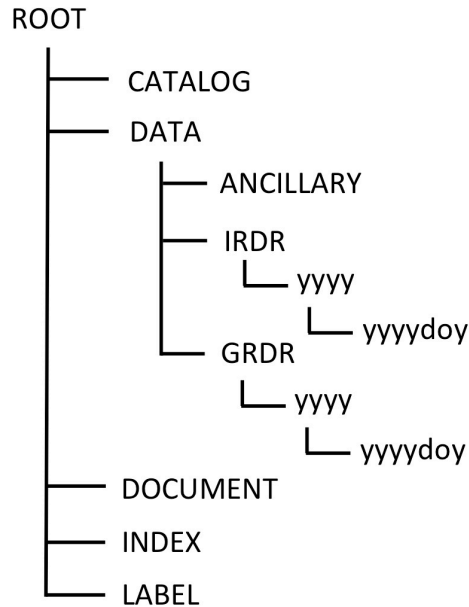 ROOT
CATALOG
DATA
ANCILLARY
IRDR
yyyy
yyyydoy
GRDR
yyyy
yyyydoy
DOCUMENT
INDEX
LABEL